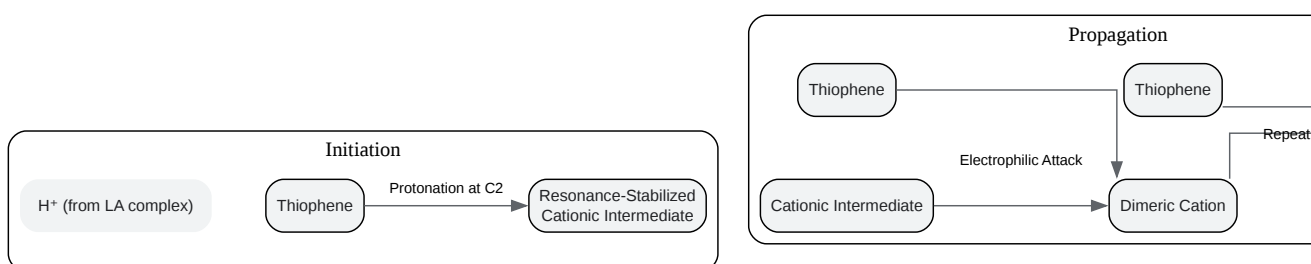 Initiation
H⁺ (from LA complex)
Thiophene
Protonation at C2
Resonance-Stabilized
Cationic Intermediate
Propagation
Thiophene
Thiophene
Repeat
Electrophilic Attack
Cationic Intermediate
Dimeric Cation